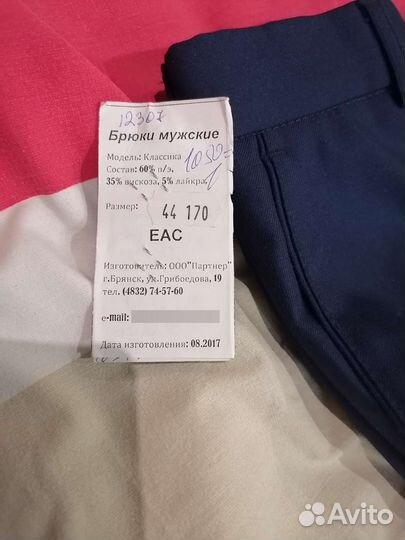 12307
Брюки мужские
Модель: Классика
Состав: 60% п/э,
35% вискоза, 5% лайкра,
1090=
Размер: 44 170
EAC
Изготовитель: ООО"Партнер"
г.Брянск, ул.Грибоедова, 19
тел. (4832) 74-57-60
e-mail:
Дата изготовления: 08.2017
Avito